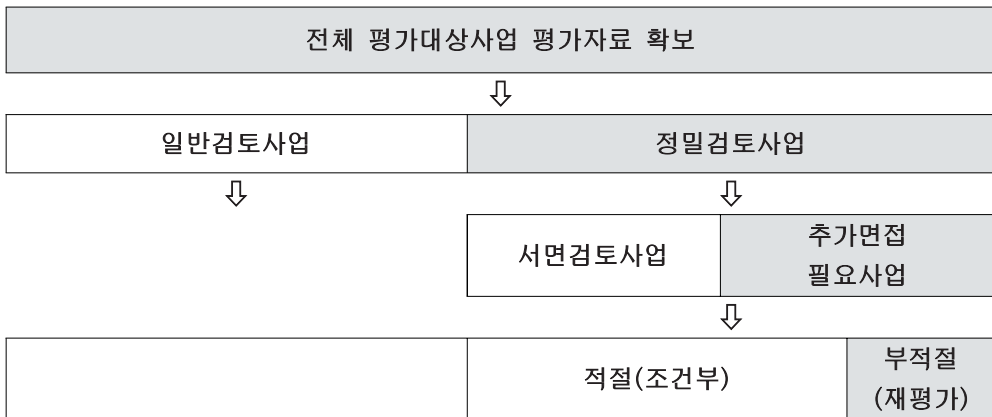 전체 평가대상사업 평가자료 확보
일반검토사업
정밀검토사업
서면검토사업
추가면접
필요사업
적절(조건부)
부적절
(재평가)